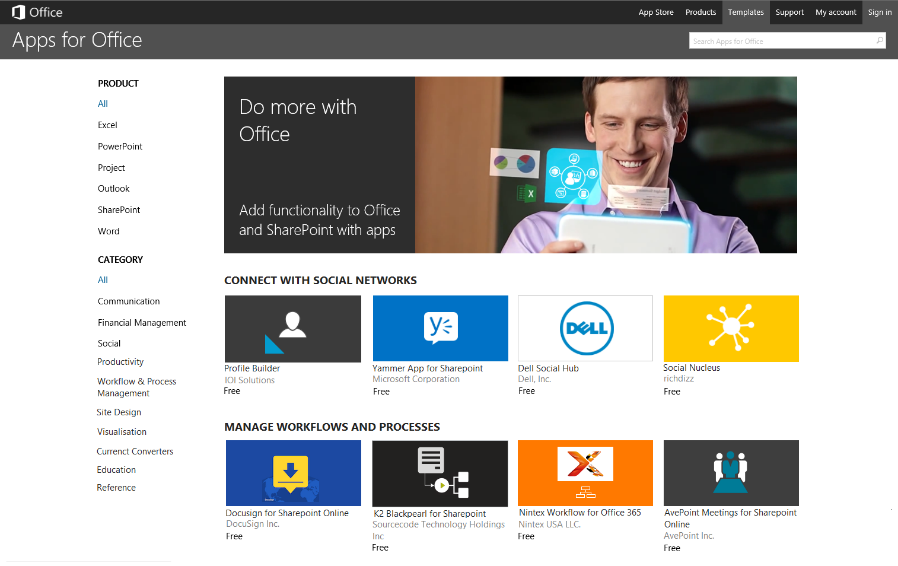 Office
App Store Products Templates Support My account Sign in
Apps for Office
Search Apps for Office
PRODUCT
All
Excel
PowerPoint
Project
Outlook
SharePoint
Word
CATEGORY
All
Communication
Financial Management
Social
Productivity
Workflow & Process
Management
Site Design
Visualisation
Currenct Converters
Education
Reference
Do more with
Office
Add functionality to Office
and SharePoint with apps
CONNECT WITH SOCIAL NETWORKS
DELL
Profile Builder
IOI Solutions
Free
Yammer App for Sharepoint
Microsoft Corporation
Free
Dell Social Hub
Dell, Inc.
Free
Social Nucleus
richdizz
Free
MANAGE WORKFLOWS AND PROCESSES
Docusign for Sharepoint Online
DocuSign Inc.
Free
K2 Blackpearl for Sharepoint
Sourcecode Technology Holdings
Inc
Free
Nintex Workflow for Office 365
Nintex USA LLC.
Free
AvePoint Meetings for Sharepoint
Online
AvePoint Inc.
Free